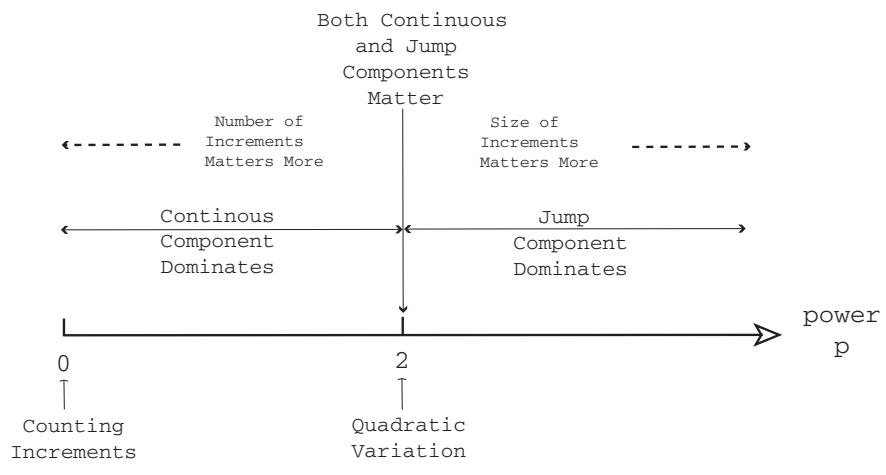 Both Continuous
and Jump
Components
Matter
Number of
Increments
Matters More
Size of
Increments
Matters More
Continous
Component
Dominates
Jump
Component
Dominates
power
p
0
2
Counting
Increments
Quadratic
Variation